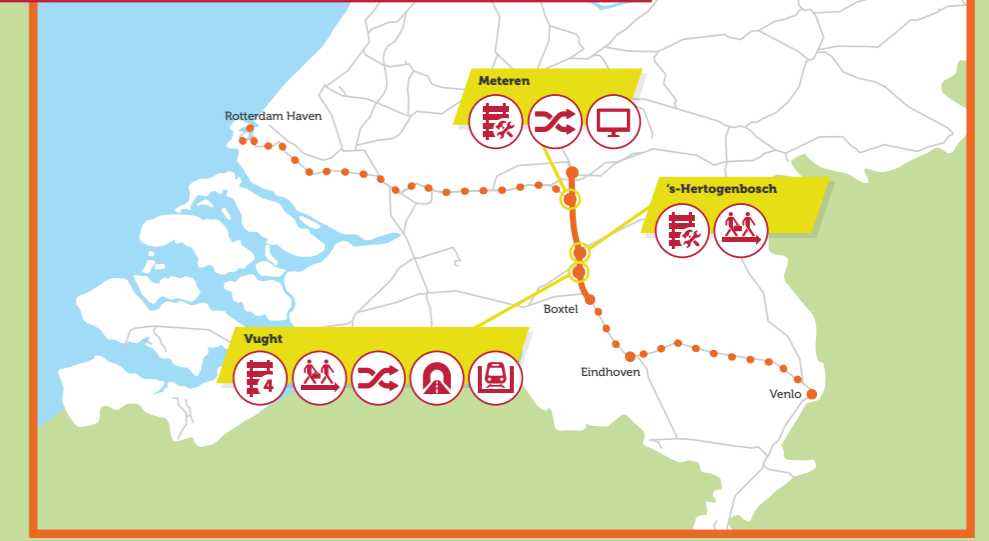 Meteren
Rotterdam Haven
's-Hertogenbosch
Boxtel
Vught
4
Eindhoven
Venlo